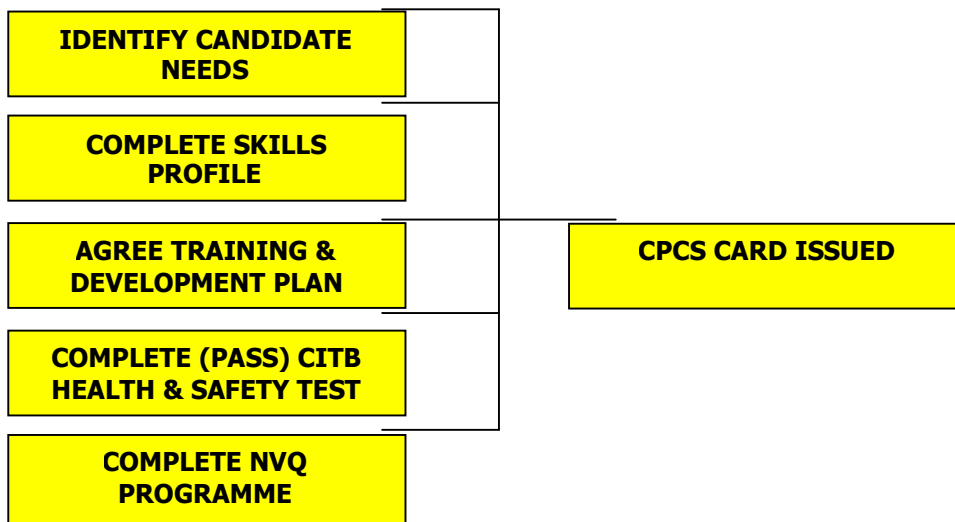 IDENTIFY CANDIDATE
NEEDS
COMPLETE SKILLS
PROFILE
AGREE TRAINING &
DEVELOPMENT PLAN
CPCS CARD ISSUED
COMPLETE (PASS) CITB
HEALTH & SAFETY TEST
COMPLETE NVQ
PROGRAMME